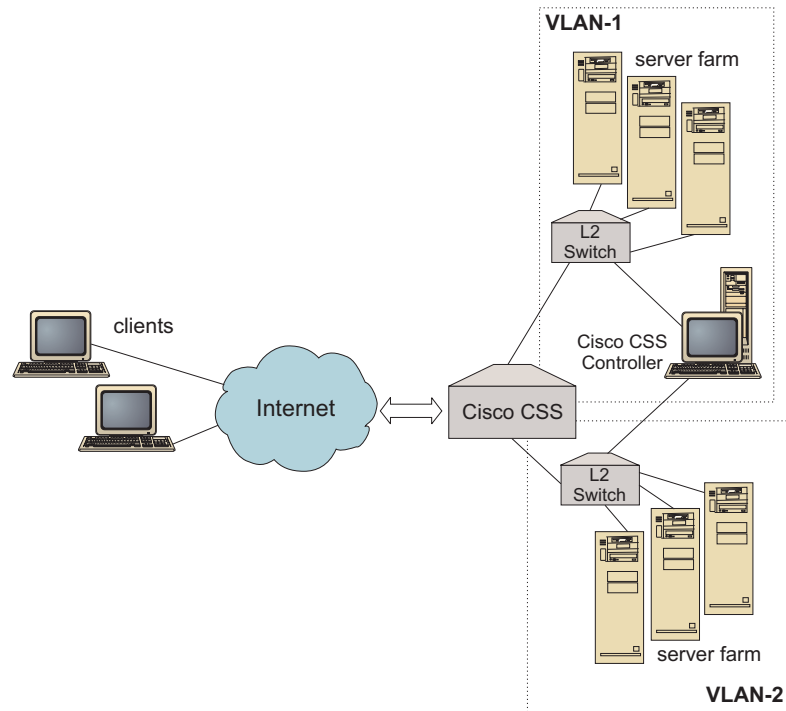 VLAN-1
server farm
L2
Switch
clients
Cisco CSS
Controller
Internet
Cisco CSS
L2
Switch
server farm
VLAN-2